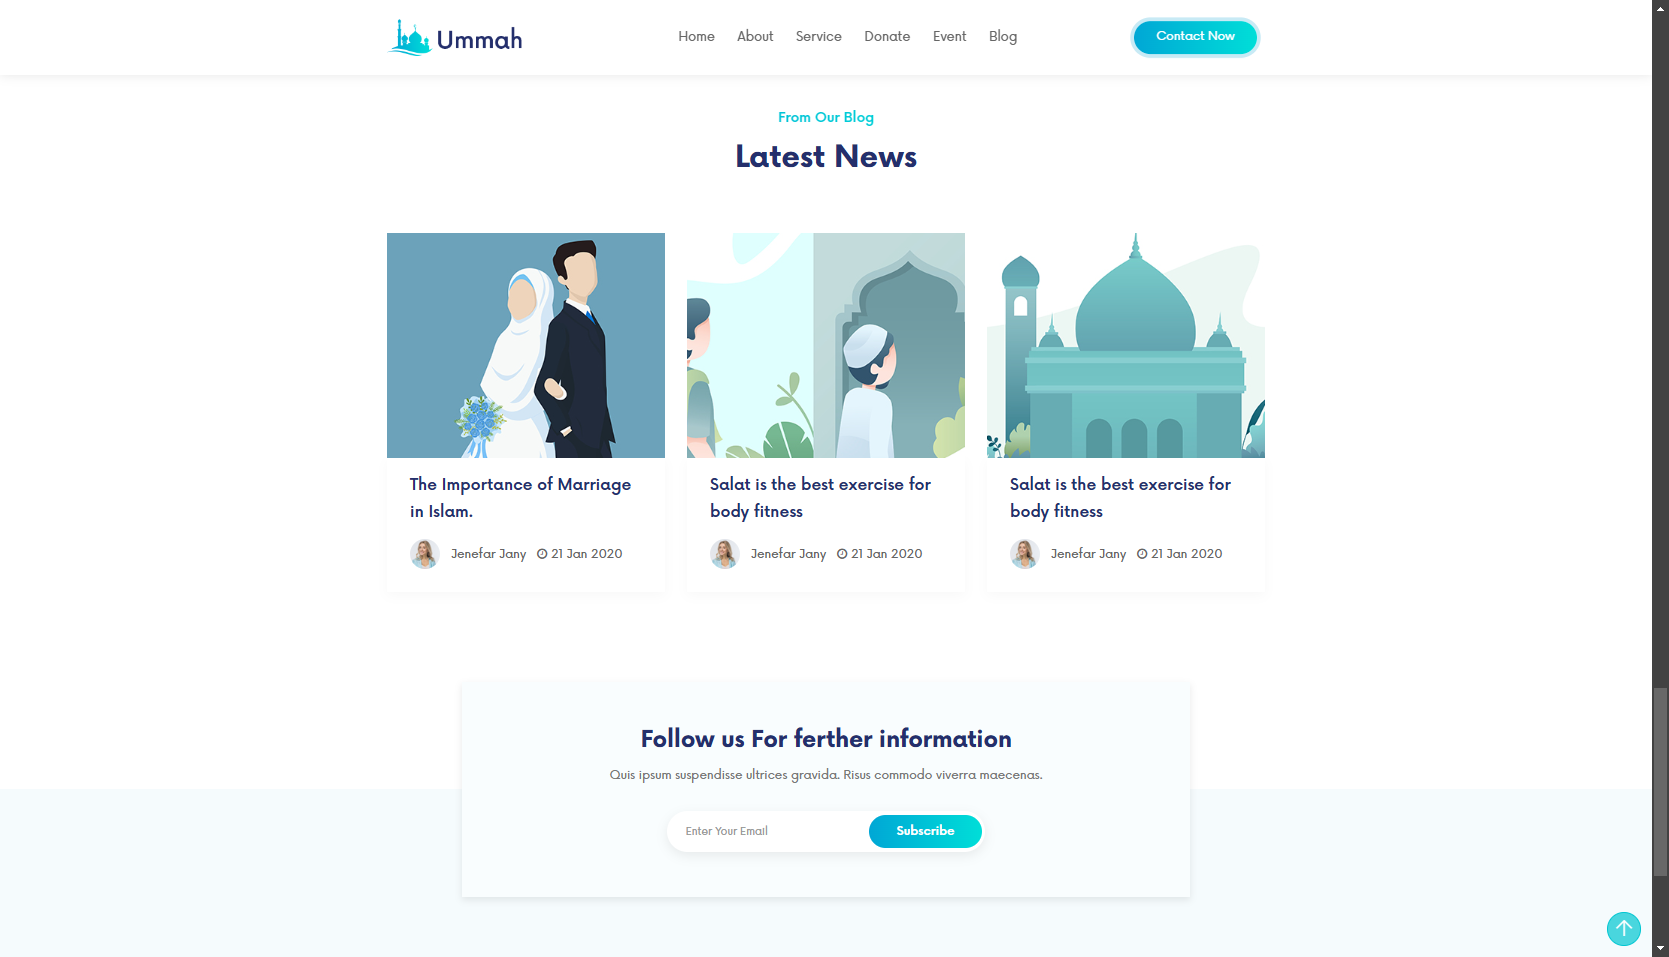 Ummah
Home About Service Donate Event Blog
Contact Now
From Our Blog
Latest News
The Importance of Marriage
in Islam.
Jenefar Jany 21 Jan 2020
Salat is the best exercise for
body fitness
Jenefar Jany 21 Jan 2020
Salat is the best exercise for
body fitness
Jenefar Jany 21 Jan 2020
Follow us For ferther information
Quis ipsum suspendisse ultrices gravida. Risus commodo viverra maecenas.
Enter Your Email
Subscribe